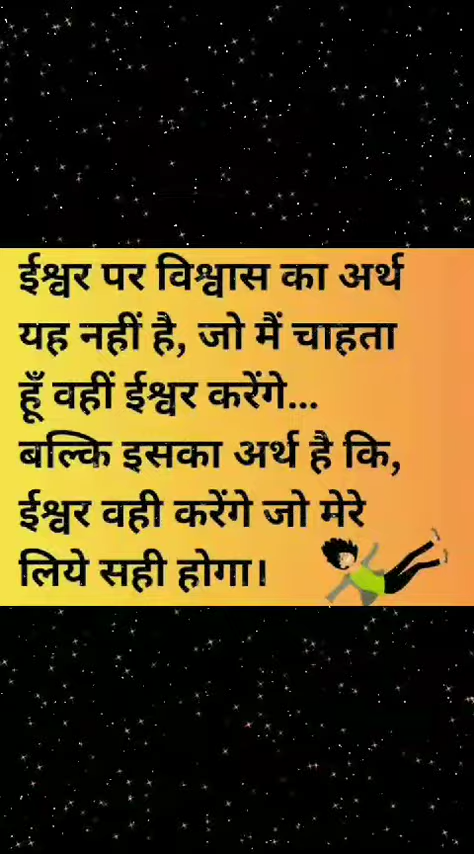 ईश्वर पर विश्वास का अर्थ
यह नहीं है, जो मैं चाहता
हूँ वहीं ईश्वर करेंगे...
बल्कि इसका अर्थ है कि,
ईश्वर वही करेंगे जो मेरे
लिये सही होगा।